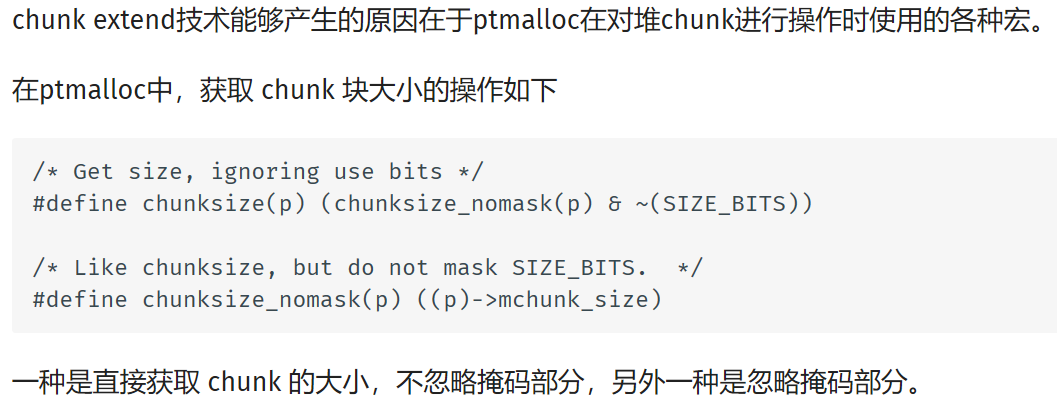 chunk extend技术能够产生的原因在于ptmalloc在对堆chunk进行操作时使用的各种宏。
在ptmalloc中，获取 chunk 块大小的操作如下
/* Get size, ignoring use bits */
#define chunksize(p) (chunksize_nomask(p) & ~(SIZE_BITS))
/* Like chunksize, but do not mask SIZE_BITS.  */
#define chunksize_nomask(p) ((p)->mchunk_size)
一种是直接获取 chunk 的大小，不忽略掩码部分，另外一种是忽略掩码部分。